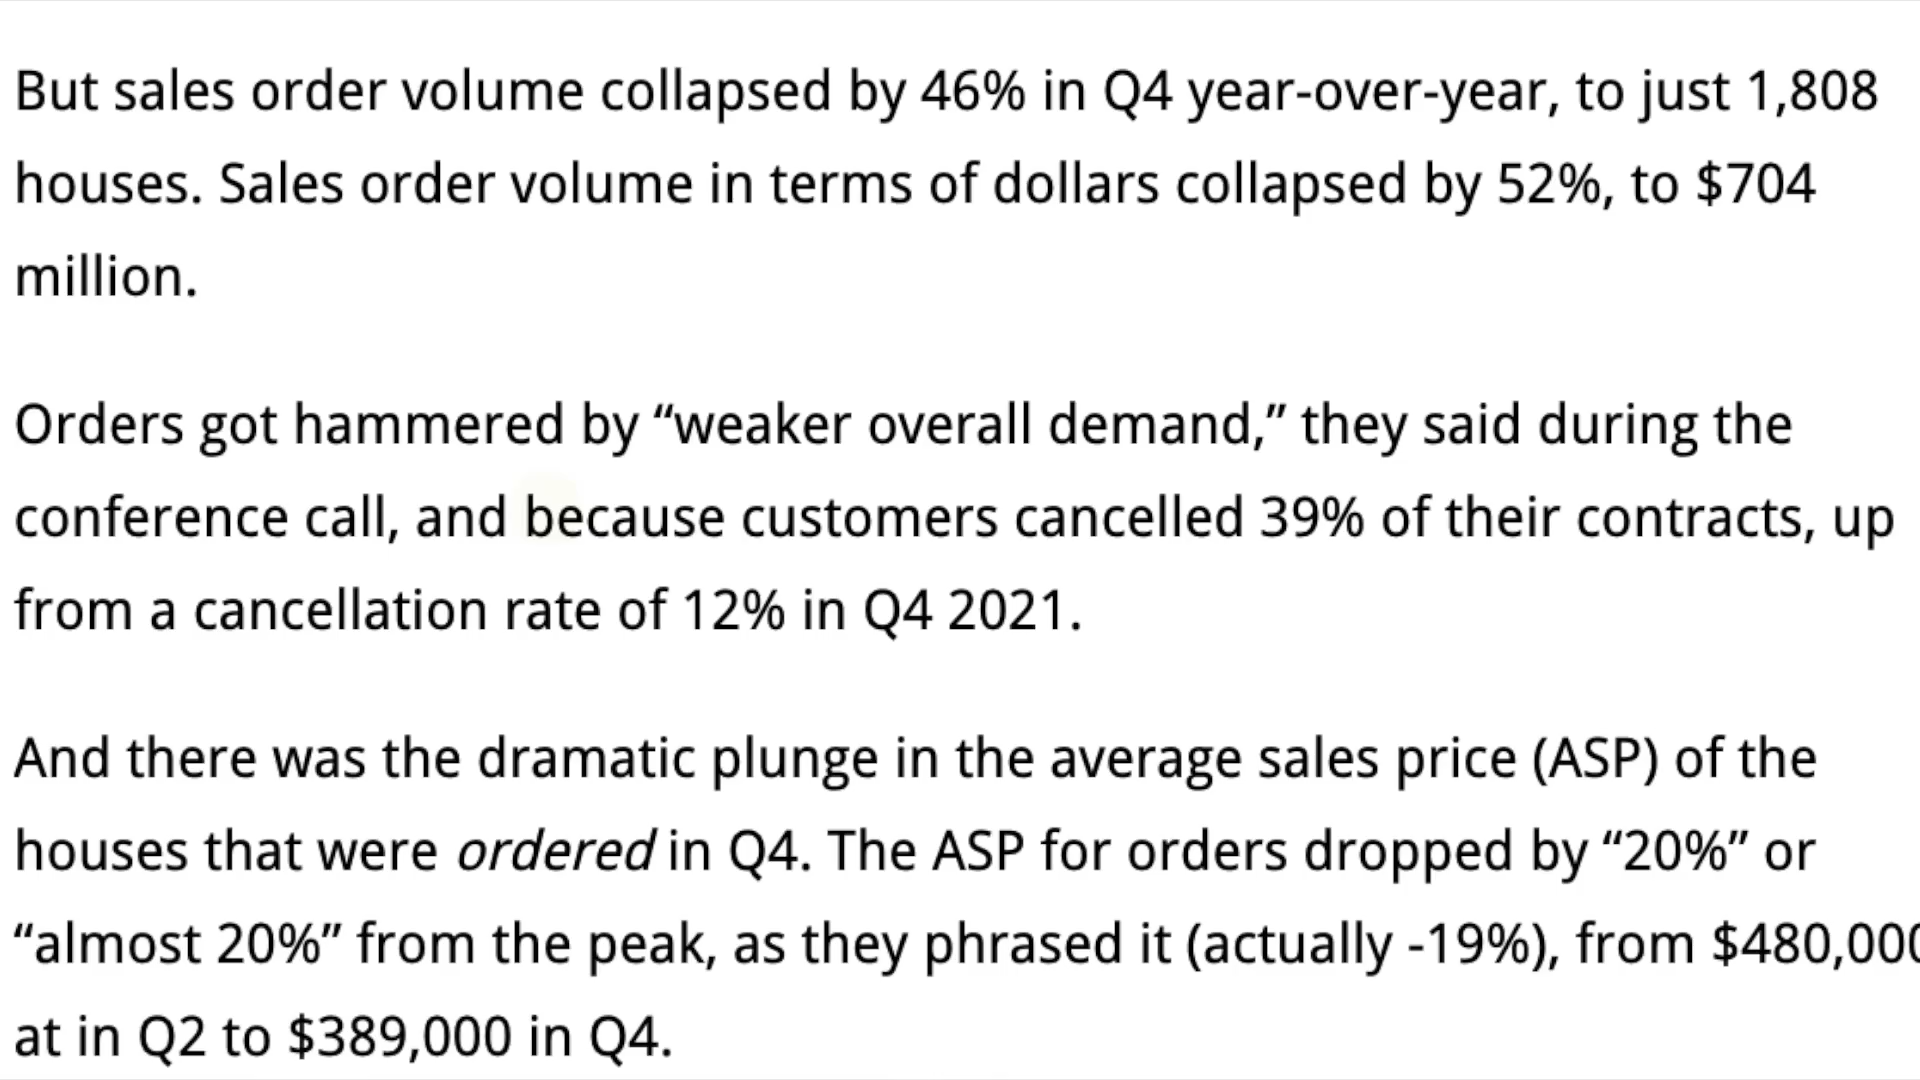 But sales order volume collapsed by 46% in Q4 year-over-year, to just 1,808
houses. Sales order volume in terms of dollars collapsed by 52%, to $704
million.
Orders got hammered by “weaker overall demand,” they said during the
conference call, and because customers cancelled 39% of their contracts, up
from a cancellation rate of 12% in Q4 2021.
And there was the dramatic plunge in the average sales price (ASP) of the
houses that were ordered in Q4. The ASP for orders dropped by “20%” or
“almost 20%” from the peak, as they phrased it (actually -19%), from $480,000
at in Q2 to $389,000 in Q4.